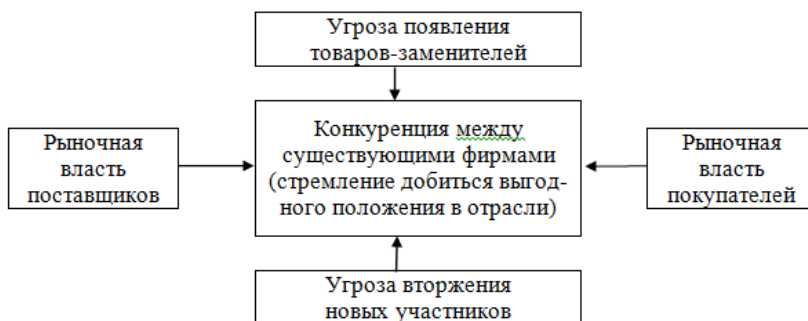 Угроза появления
товаров-заменителей
Рыночная
власть
поставщиков
Конкуренция между
существующими фирмами
(стремление добиться выгод-
ного положения в отрасли)
Рыночная
власть
покупателей
Угроза вторжения
новых участников